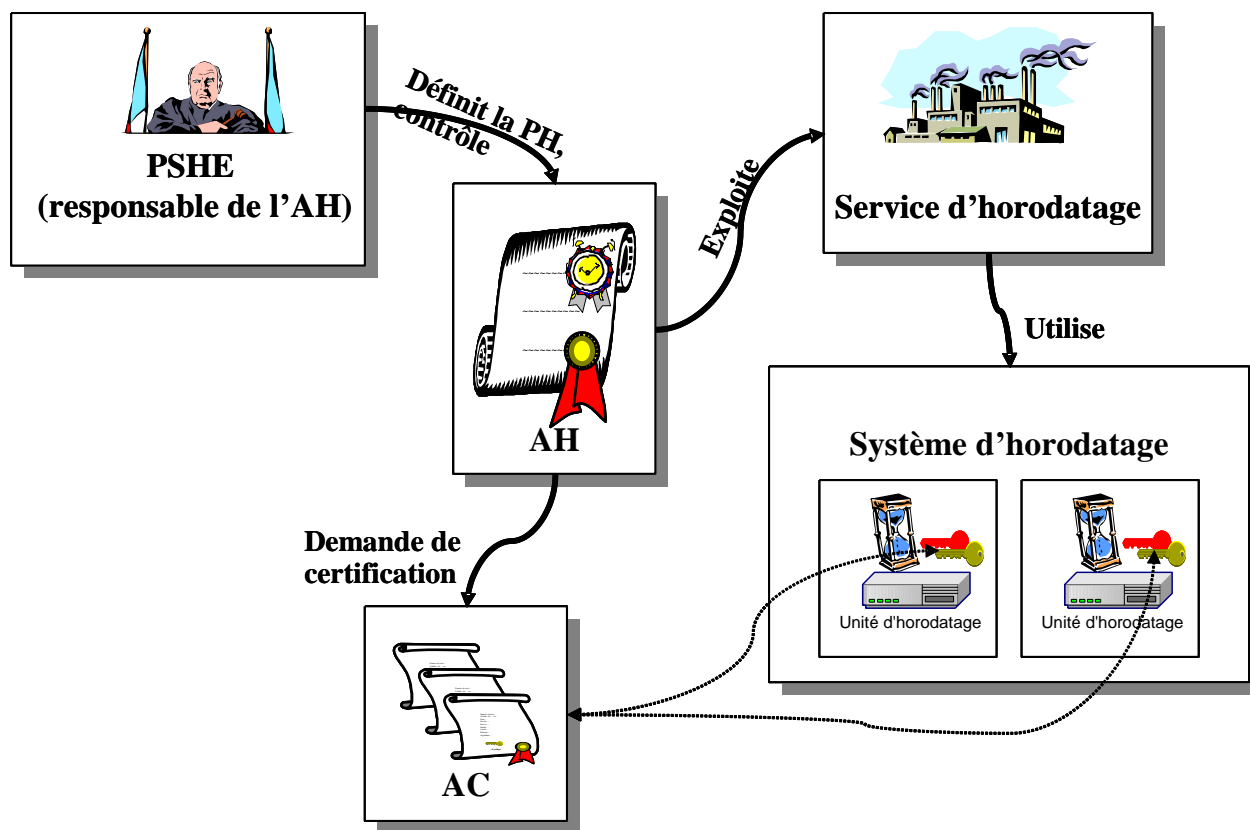 PSHE
(responsable de l’AH)
Définit la PH,
contrôle
Exploite
Service d’horodatage
AH
Utilise
Système d’horodatage
Unité d'horodatage
Unité d'horodatage
Demande de
certification
AC